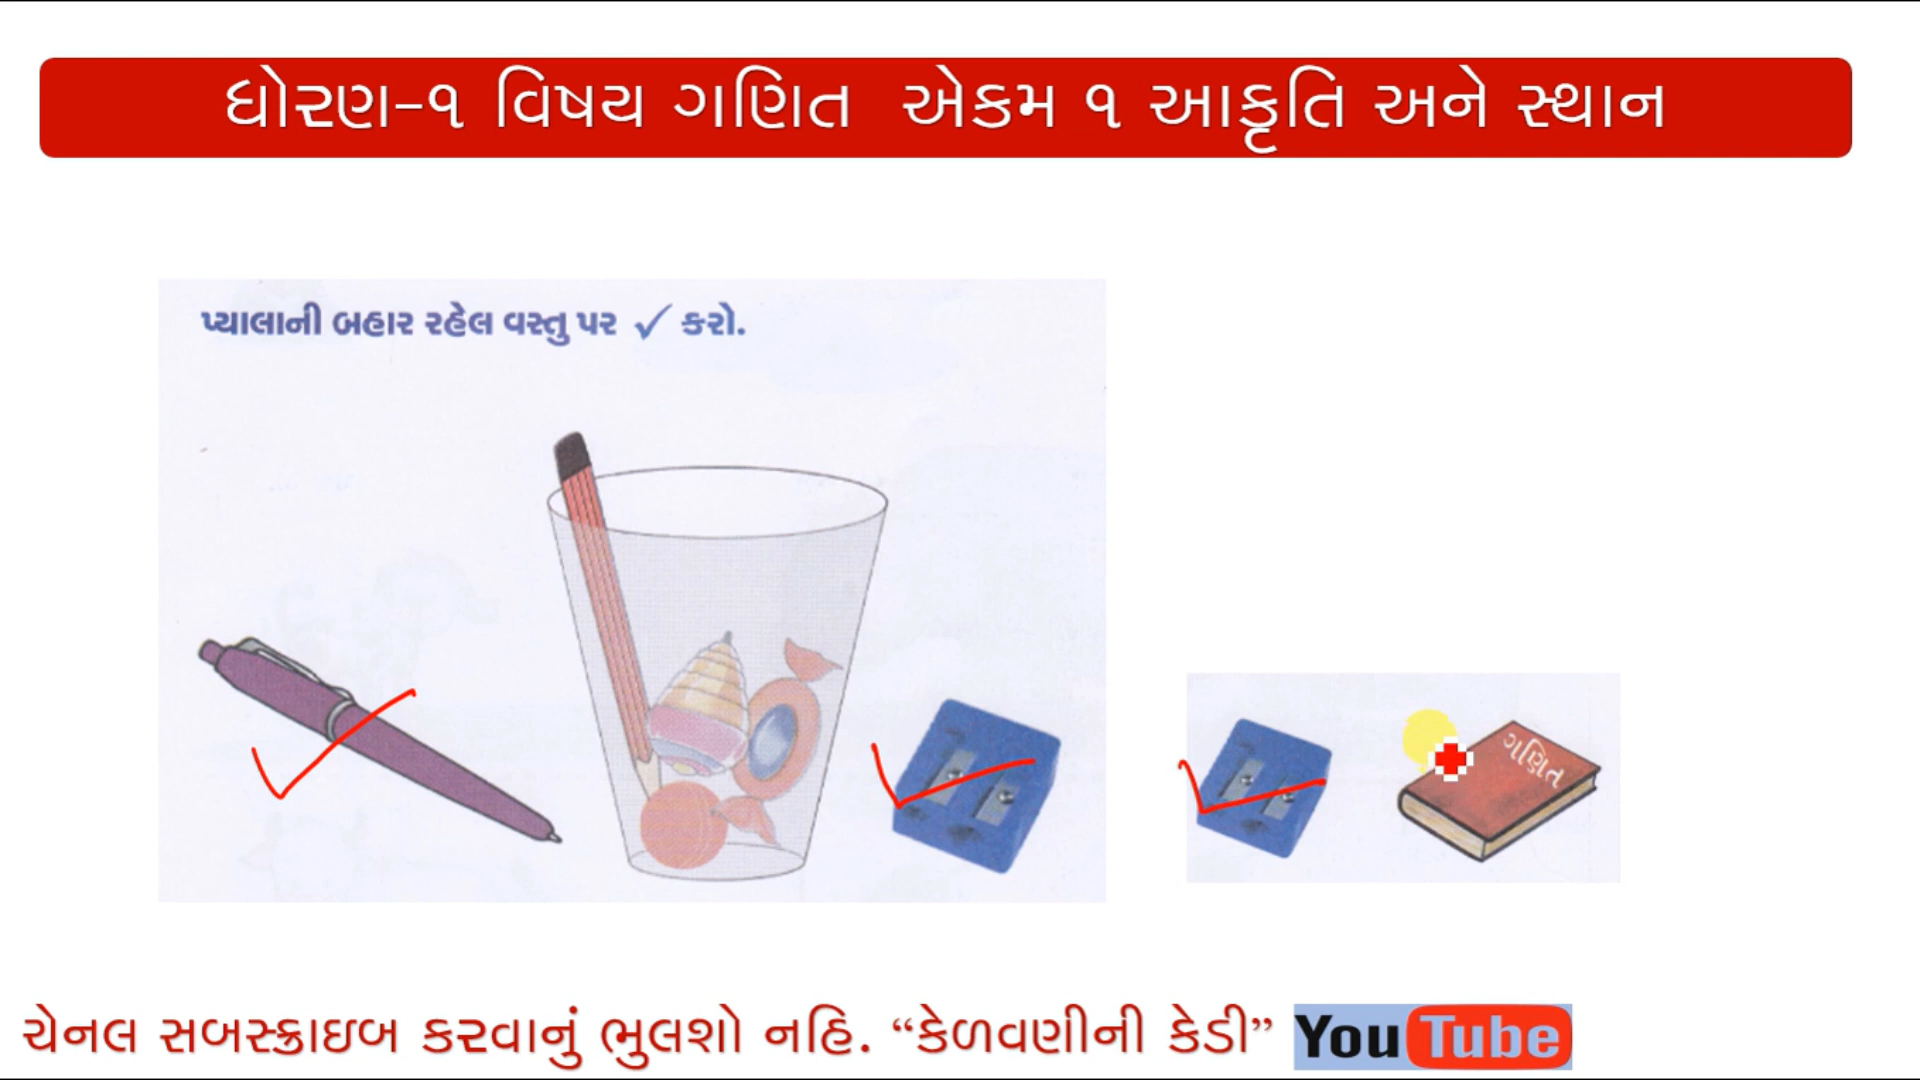 ધોરણ-૧ વિષય ગણિત એકમ ૧ આકૃતિ અને સ્થાન
પ્યાલાની બહાર રહેલ વસ્તુ પર ✓ કરો.
ગણિત
ચેનલ સબસ્ક્રાઇબ કરવાનું ભુલશો નહિ. “કેળવણીની કેડી” YouTube